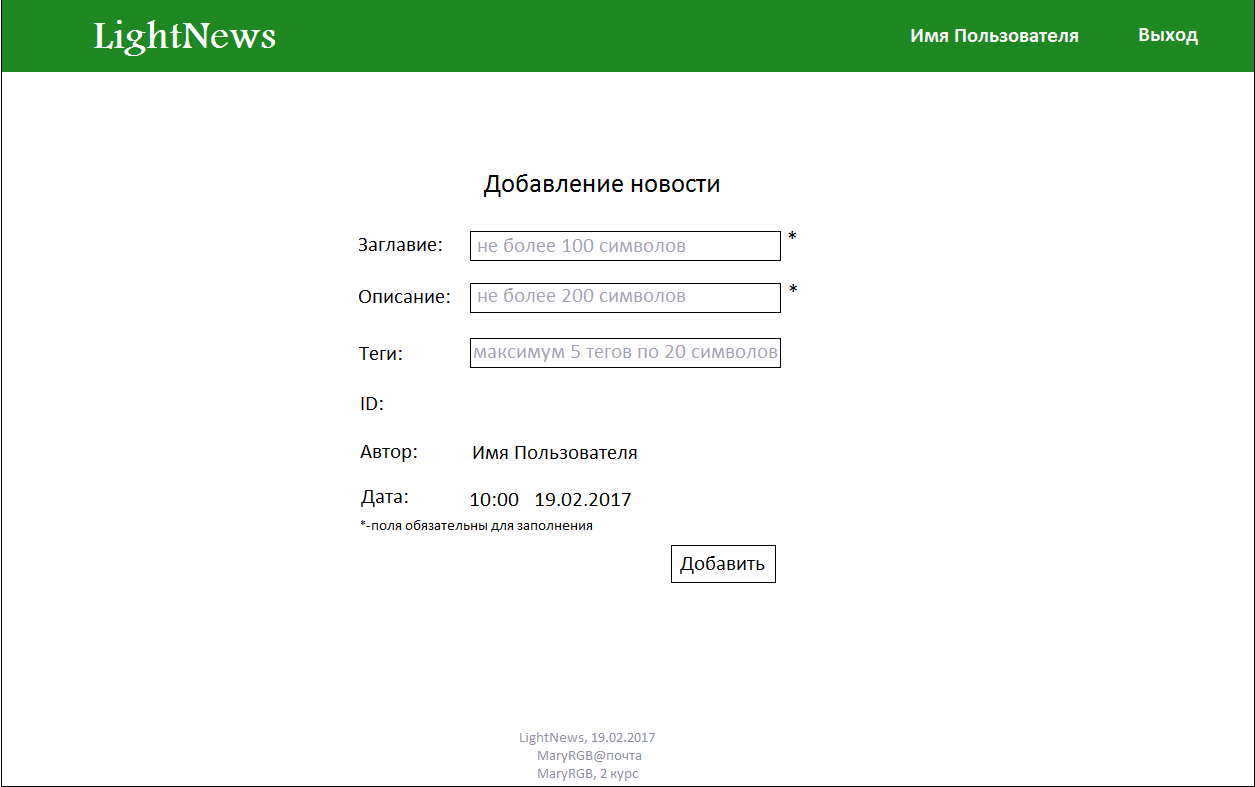 LightNews Имя Пользователя Выход
Добавление новости
Заглавие: не более 100 символов *
Описание: не более 200 символов *
Теги: максимум 5 тегов по 20 символов
ID:
Автор: Имя Пользователя
Дата: 10:00 19.02.2017
*-поля обязательны для заполнения
Добавить
LightNews, 19.02.2017
MaryRGB@почта
MaryRGB, 2 курс